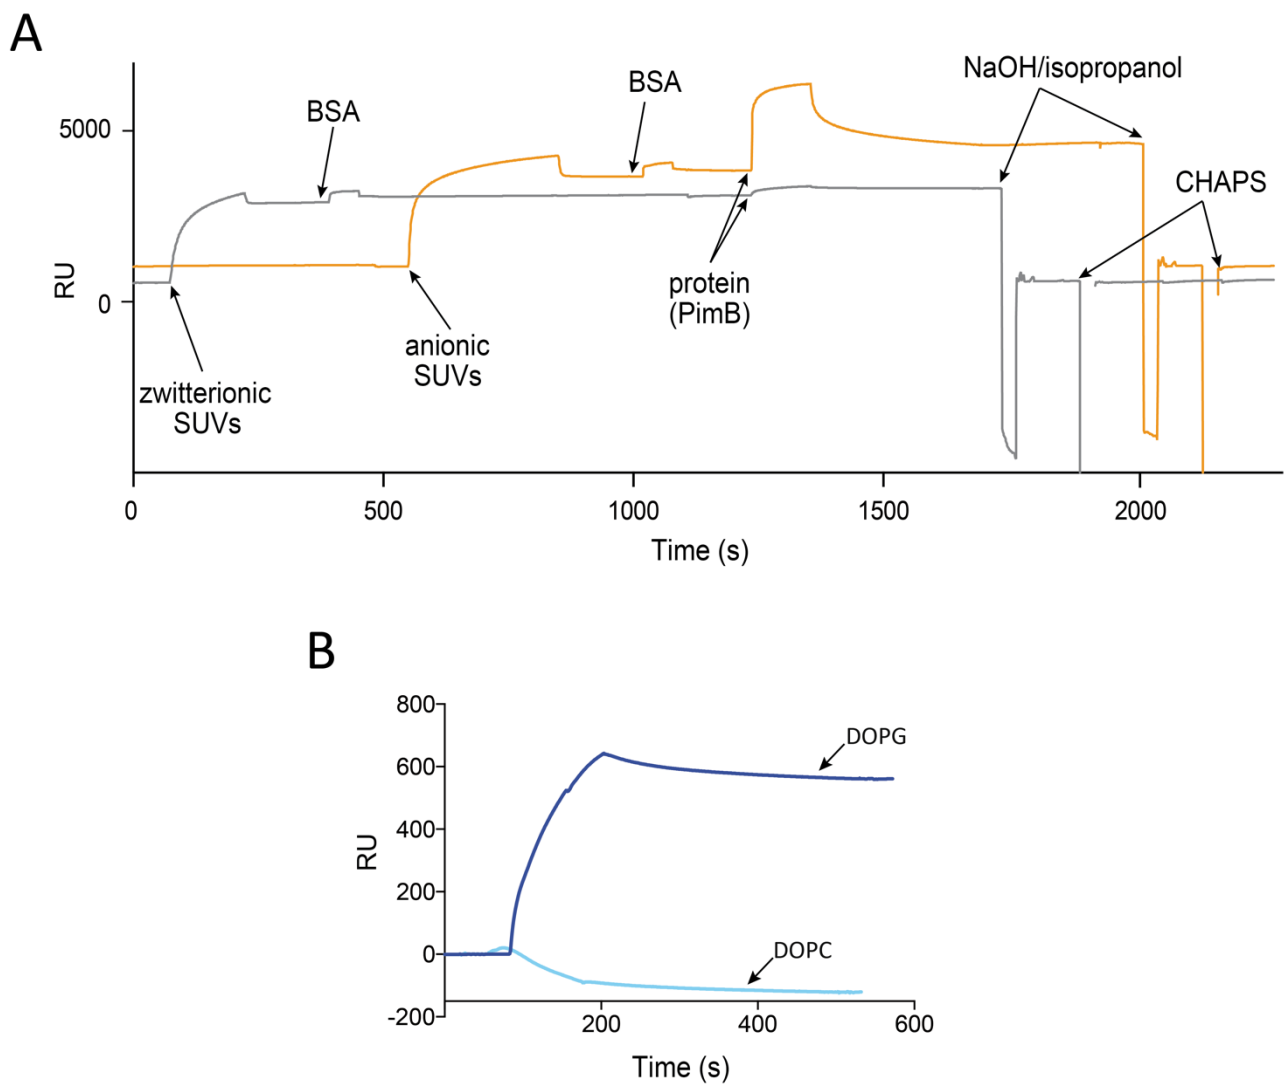 A
NaOH/isopropanol
BSA
BSA
5000
CHAPS
RU
protein
(PimB)
0
anionic
SUVs
zwitterionic
SUVs
0
500
1000
1500
2000
Time (s)
B
800
DOPG
600
RU
400
200
0
DOPC
-200
200
400
600
Time (s)